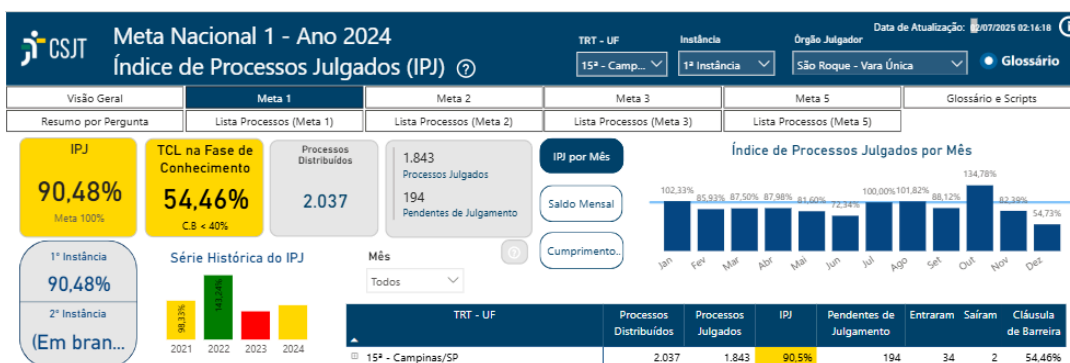 CSJT
Meta Nacional 1 - Ano 2024
Índice de Processos Julgados (IPJ) ?
Data de Atualização: 02/07/2025 02:16:18
TRT - UF
Instância
Órgão Julgador
15ª - Camp...
1ª Instância
São Roque - Vara Única
Glossário
Visão Geral
Meta 1
Meta 2
Meta 3
Meta 5
Glossário e Scripts
Resumo por Pergunta
Lista Processos (Meta 1)
Lista Processos (Meta 2)
Lista Processos (Meta 3)
Lista Processos (Meta 5)
IPJ
90,48%
Meta 100%
TCL na Fase de
Conhecimento
54,46%
C.B < 40%
Processos
Distribuídos
2.037
1.843
Processos Julgados
194
Pendentes de Julgamento
?
IPJ por Mês
Saldo Mensal
Cumprimento..
Índice de Processos Julgados por Mês
102,33% 85,93% 87,50% 87,98% 81,60% 72,34% 100,00% 101,82% 88,12% 134,78% 82,39% 54,73%
Jan Fev Mar Abr Mai Jun Jul Ago Set Out Nov Dez
1ª Instância
90,48%
2ª Instância
(Em bran...
Série Histórica do IPJ
98,33% 143,24%
2021 2022 2023 2024
Mês
Todos
TRT - UF Processos Distribuídos Processos Julgados IPJ Pendentes de Julgamento Entraram Saíram Cláusula de Barreira
15ª - Campinas/SP 2.037 1.843 90,5% 194 34 2 54,46%